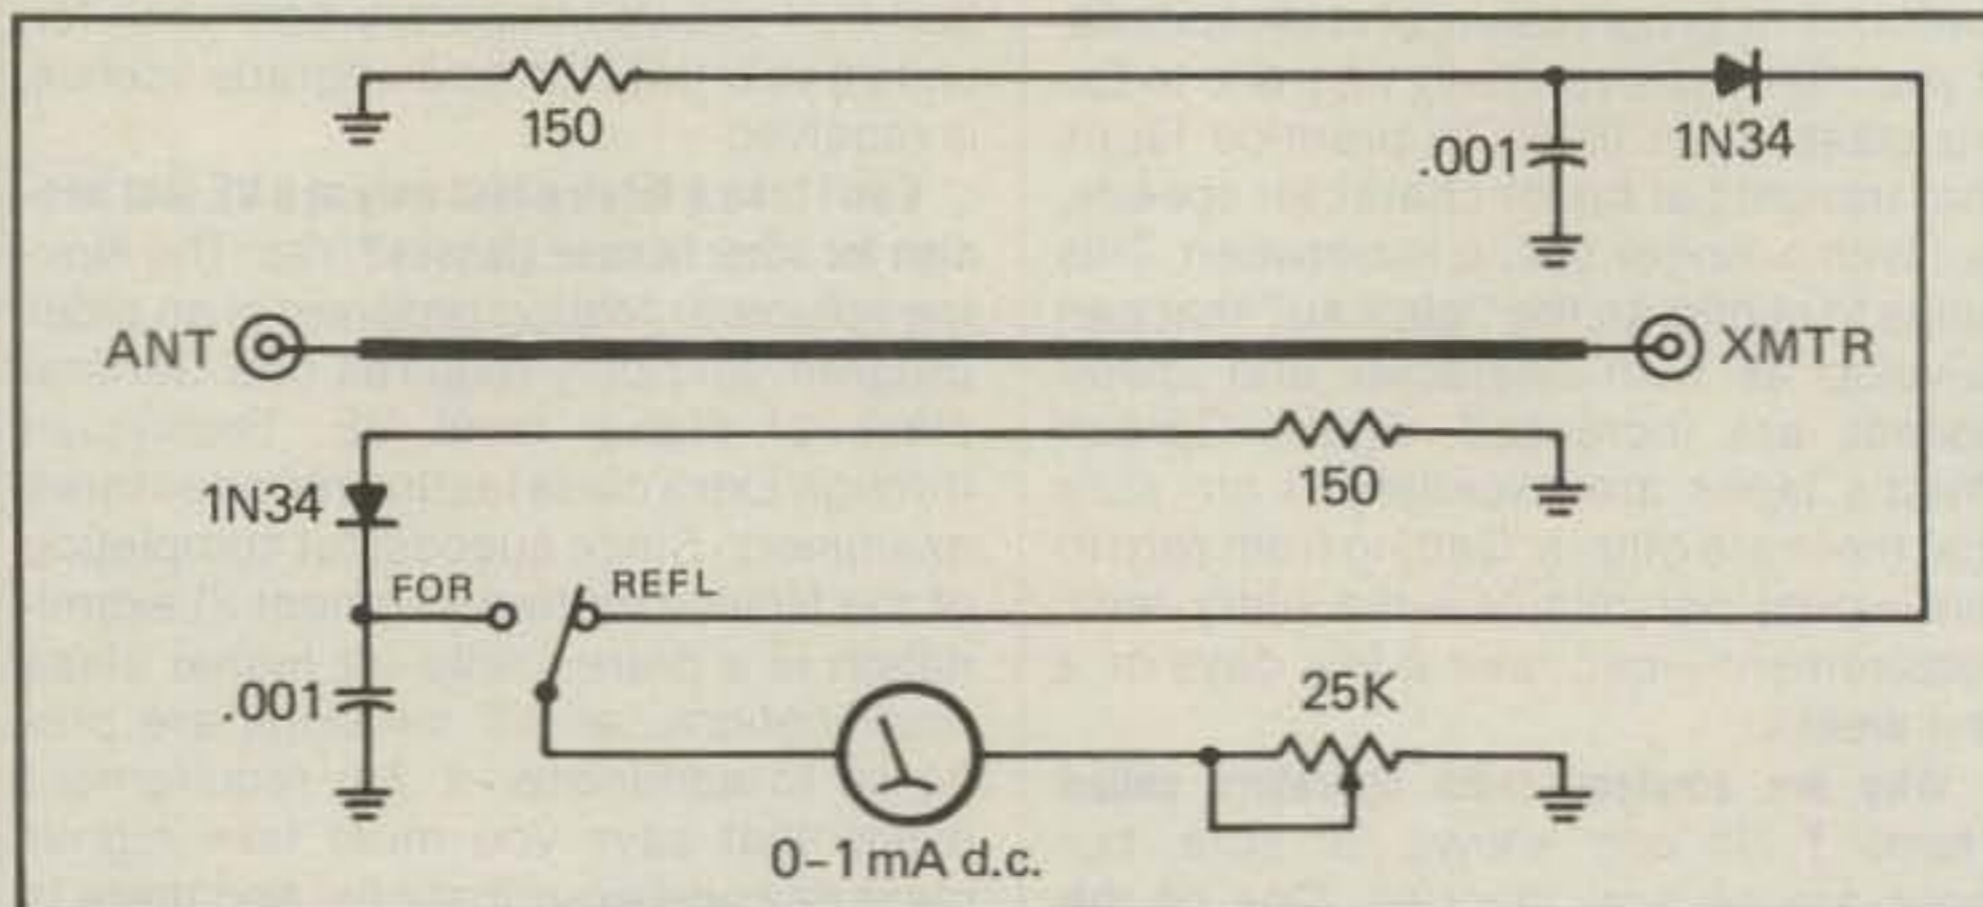 150
.001
1N34
ANT
XMTR
150
1N34
FOR
REFL
.001
25K
0-1 mA d.c.